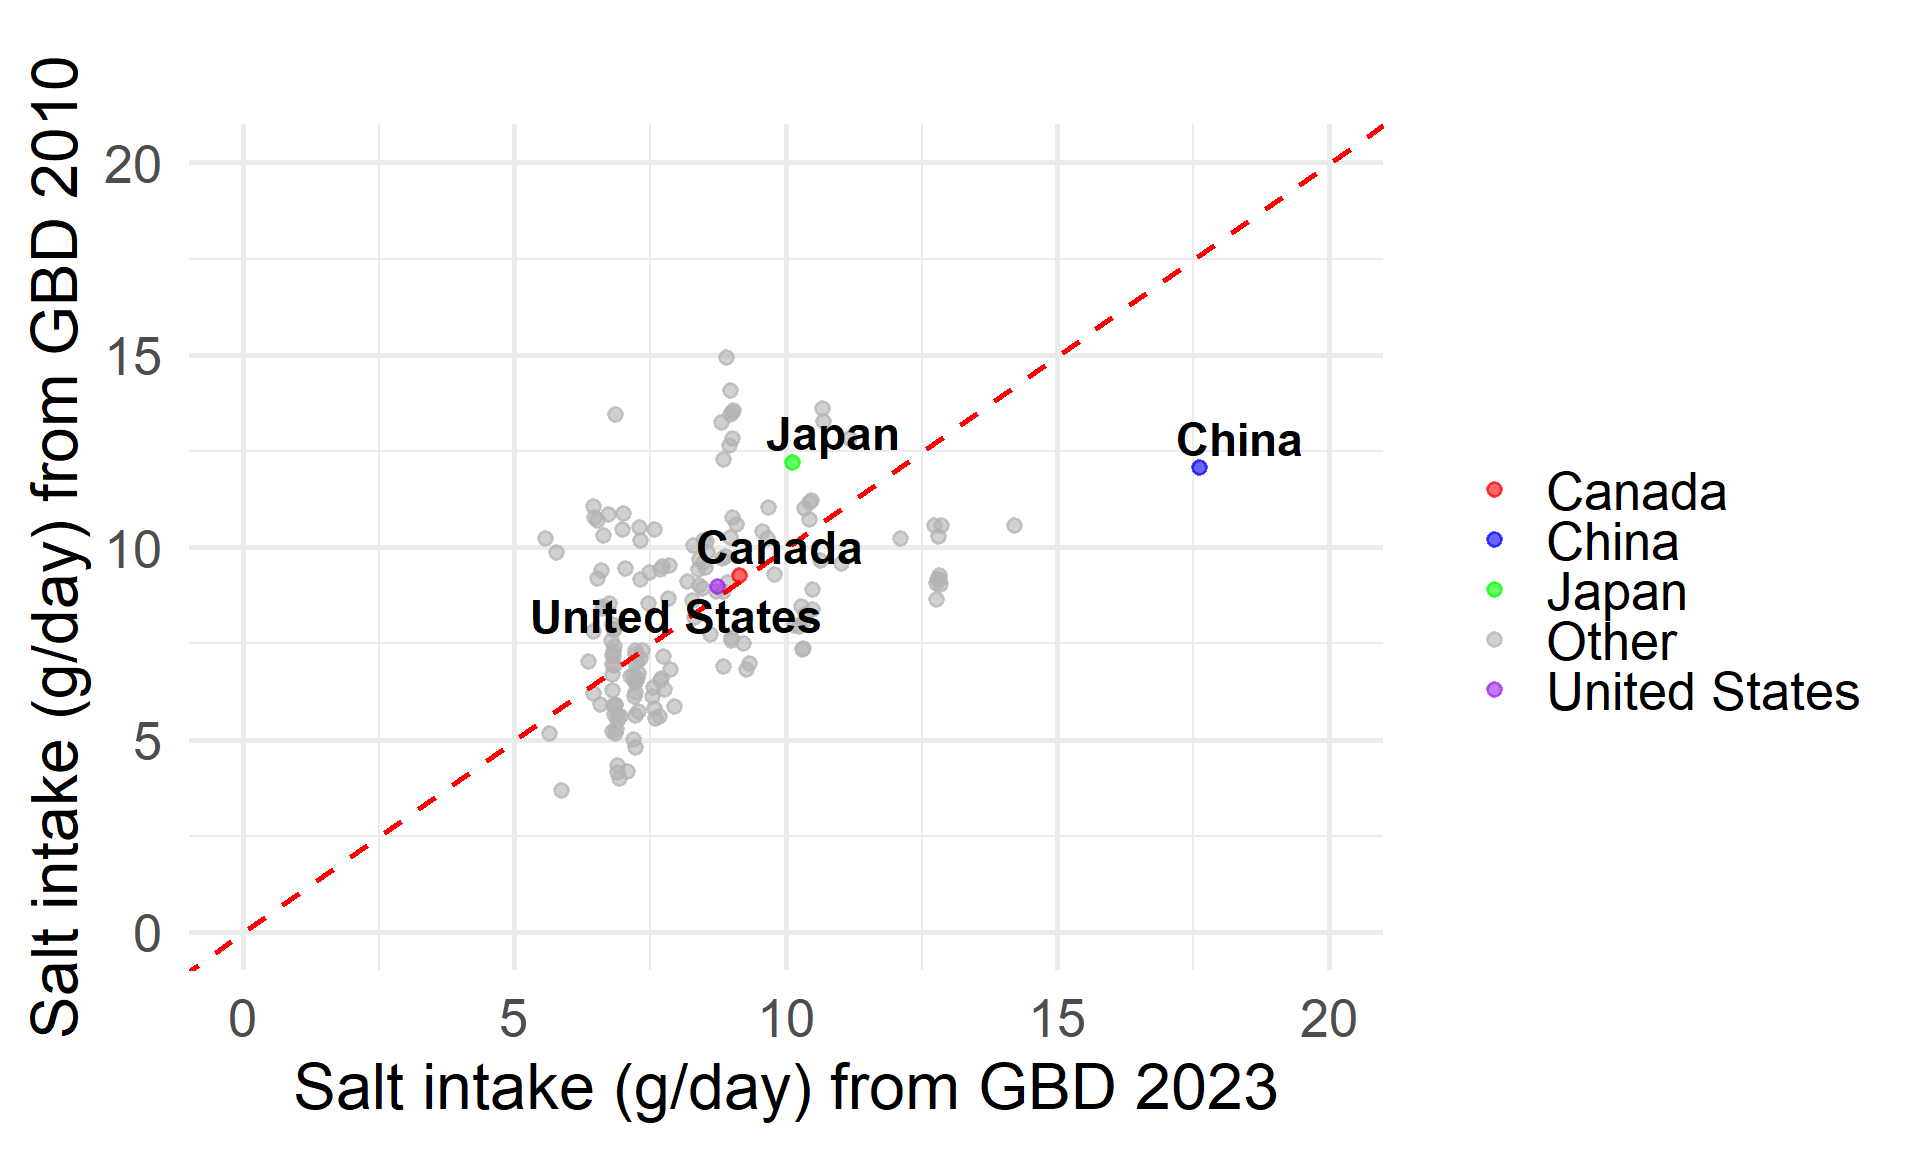 Salt intake (g/day) from GBD 2010
20
15
10
5
0
Japan
China
Canada
United States
0 5 10 15 20
Salt intake (g/day) from GBD 2023
Canada
China
Japan
Other
United States